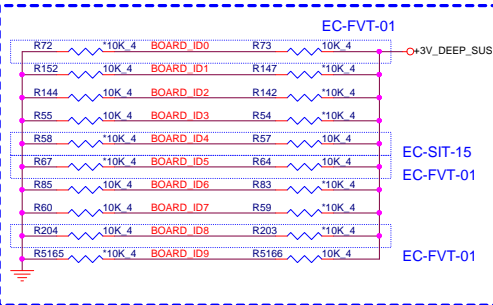 EC-FVT-01
R72 *10K_4 BOARD_ID0 R73 10K_4 +3V_DEEP_SUS
R152 *10K_4 BOARD_ID1 R147 10K_4
R144 10K_4 BOARD_ID2 R142 *10K_4
R55 *10K_4 BOARD_ID3 R54 10K_4
R58 *10K_4 BOARD_ID4 R57 10K_4
EC-SIT-15
R67 *10K_4 BOARD_ID5 R64 10K_4
EC-FVT-01
R85 10K_4 BOARD_ID6 R83 *10K_4
R60 10K_4 BOARD_ID7 R59 *10K_4
R204 10K_4 BOARD_ID8 R203 *10K_4
R5165 *10K_4 BOARD_ID9 R5166 10K_4
EC-FVT-01